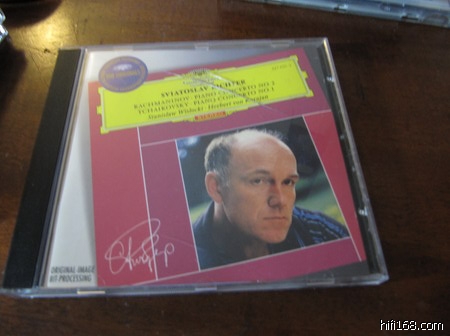 SVIATOSLAV RICHTER
RACHMANINOV · PIANO CONCERTO NO.2
TCHAIKOVSKY · PIANO CONCERTO NO.1
Stanislaw Wislocki · Herbert von Karajan
ORIGINAL-IMAGE
BIT-PROCESSING
hifi168.com